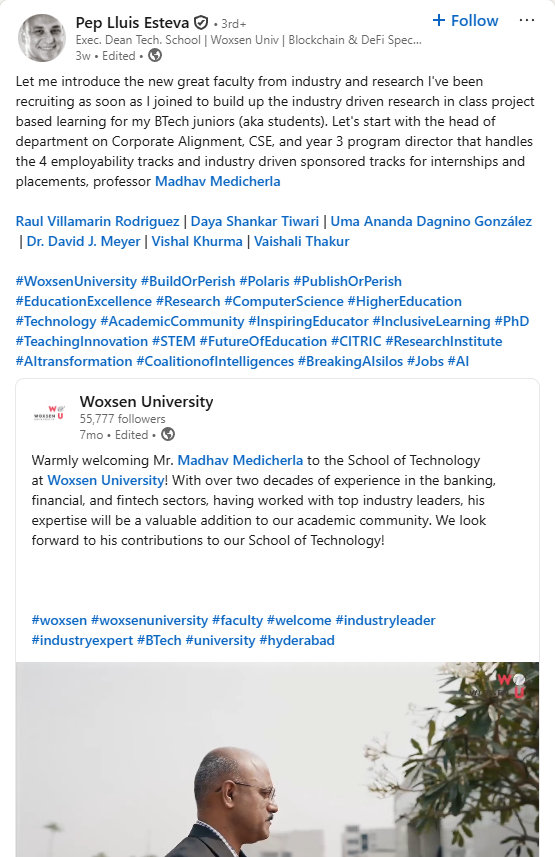 Pep Lluis Esteva • 3rd+
+ Follow
Exec. Dean Tech. School | Woxsen Univ | Blockchain & DeFi Spec...
3w • Edited •
Let me introduce the new great faculty from industry and research I've been
recruiting as soon as I joined to build up the industry driven research in class project
based learning for my BTech juniors (aka students). Let's start with the head of
department on Corporate Alignment, CSE, and year 3 program director that handles
the 4 employability tracks and industry driven sponsored tracks for internships and
placements, professor Madhav Medicherla
Raul Villamarin Rodriguez | Daya Shankar Tiwari | Uma Ananda Dagnino González
| Dr. David J. Meyer | Vishal Khurma | Vaishali Thakur
#WoxsenUniversity #BuildOrPerish #Polaris #PublishOrPerish
#EducationExcellence #Research #ComputerScience #HigherEducation
#Technology #AcademicCommunity #InspiringEducator #InclusiveLearning #PhD
#TeachingInnovation #STEM #FutureOfEducation #CITRIC #ResearchInstitute
#AItransformation #CoalitionofIntelligences #BreakingAIsilos #Jobs #AI
WOXSEN
W
U
Woxsen University
55,777 followers
7mo • Edited •
Warmly welcoming Mr. Madhav Medicherla to the School of Technology
at Woxsen University! With over two decades of experience in the banking,
financial, and fintech sectors, having worked with top industry leaders, his
expertise will be a valuable addition to our academic community. We look
forward to his contributions to our School of Technology!
#woxsen #woxsenuniversity #faculty #welcome #industryleader
#industryexpert #BTech #university #hyderabad
W
U